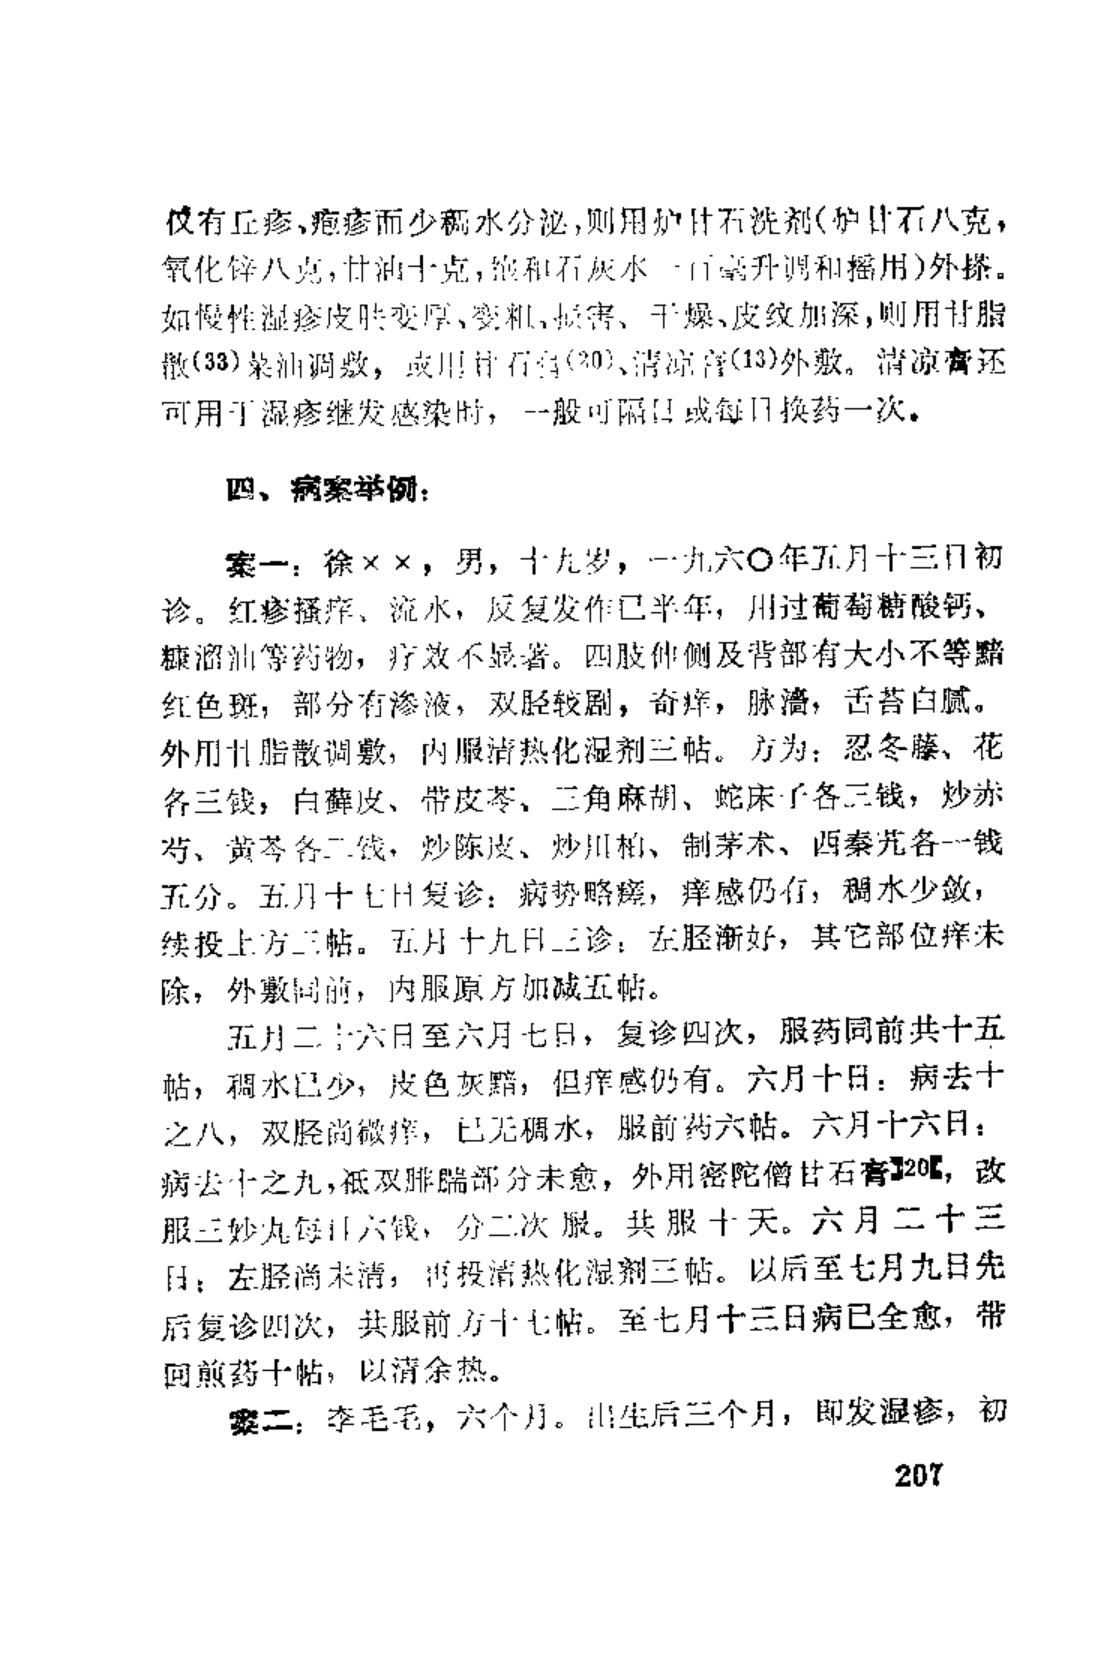 仅有丘疹、疱疹而少稠水分泌，则用炉甘石洗剂（炉甘石八克，
氧化锌八克，甘油十克，饱和石灰水一百毫升调和摇用）外搽。
如慢性湿疹皮肤变厚、变粗、损害、干燥、皮纹加深，则用甘脂
散(33)菜油调敷，或用甘石膏(20)、清凉膏(13)外敷。清凉膏还
可用于湿疹继发感染时，一般可隔日或每日换药一次。
四、病案举例：
案一：徐××，男，十九岁，一九六〇年五月十三日初
诊。红疹搔痒、流水，反复发作已半年，用过葡萄糖酸钙、
糠溜油等药物，疗效不显著。四肢伸侧及背部有大小不等黯
红色斑，部分有渗液，双胫较剧，奇痒，脉濇，舌苔白腻。
外用甘脂散调敷，内服清热化湿剂三帖。方为：忍冬藤、花
各三钱，白藓皮、带皮苓、三角麻胡、蛇床子各三钱，炒赤
芍、黄芩各二钱，炒陈皮、炒川柏、制茅术、西秦艽各一钱
五分。五月十七日复诊：病势略瘥，痒感仍有，稠水少敛，
续投上方三帖。五月十九日三诊：左胫渐好，其它部位痒未
除，外敷同前，内服原方加减五帖。
五月二十六日至六月七日，复诊四次，服药同前共十五
帖，稠水已少，皮色灰黯，但痒感仍有。六月十日：病去十
之八，双胫尚微痒，已无稠水，服前药六帖。六月十六日：
病去十之九，祗双腓腨部分未愈，外用密陀僧甘石膏【20】，改
服三妙丸每日六钱，分二次服。共服十天。六月二十三
日：左胫尚未清，再投清热化湿剂三帖。以后至七月九日先
后复诊四次，共服前方十七帖。至七月十三日病已全愈，带
回煎药十帖，以清余热。
案二：李毛毛，六个月。出生后三个月，即发湿疹，初
207